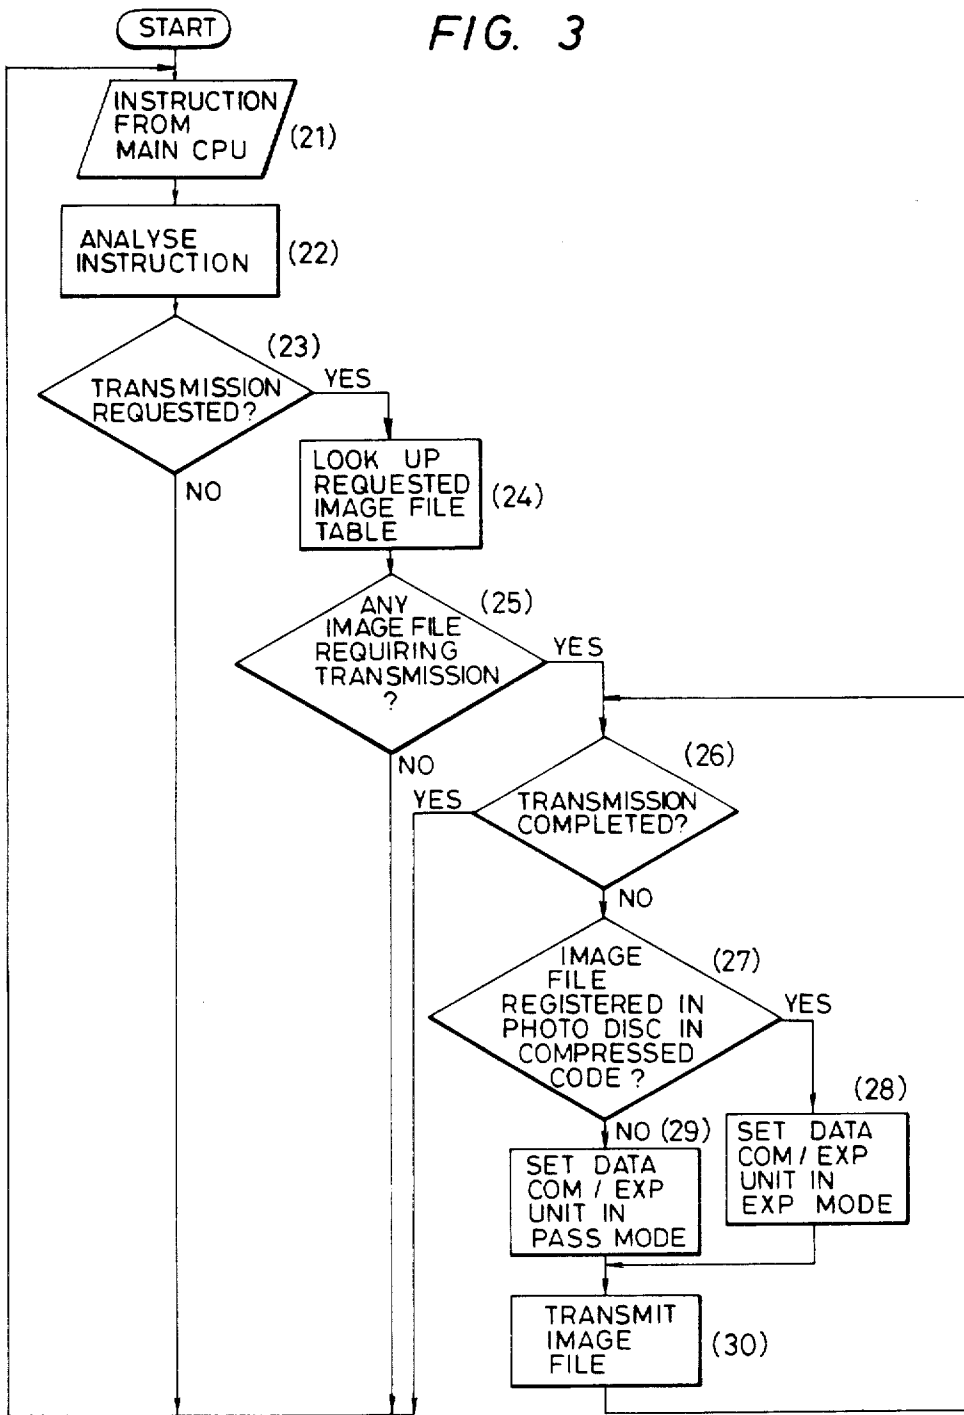 FIG. 3
START
INSTRUCTION
FROM
MAIN CPU
(21)
ANALYSE
INSTRUCTION
(22)
(23)
TRANSMISSION
REQUESTED?
YES
NO
LOOK UP
REQUESTED
IMAGE FILE
TABLE
(24)
ANY
IMAGE FILE
REQUIRING
TRANSMISSION
?
(25)
YES
NO
(26)
TRANSMISSION
COMPLETED?
YES
NO
IMAGE
FILE
REGISTERED IN
PHOTO DISC IN
COMPRESSED
CODE ?
(27)
YES
NO
(28)
SET DATA
COM / EXP
UNIT IN
EXP MODE
(29)
SET DATA
COM / EXP
UNIT IN
PASS MODE
TRANSMIT
IMAGE
FILE
(30)